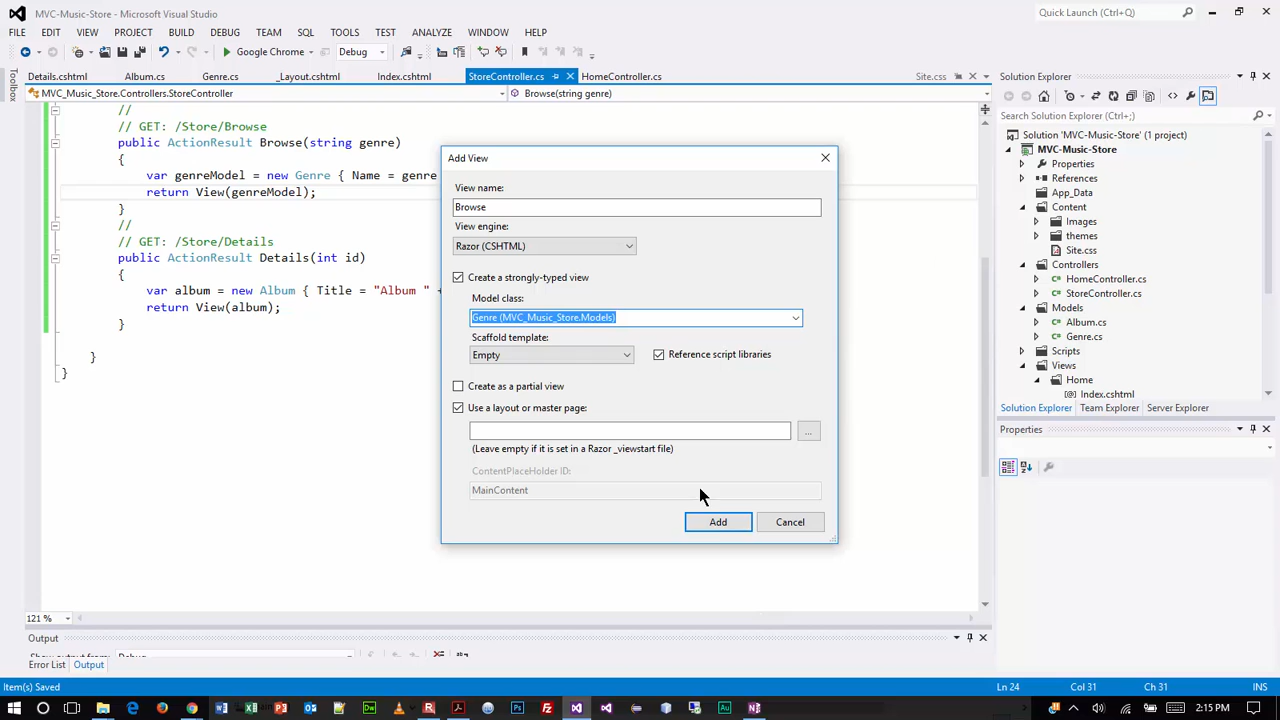 MVC-Music-Store - Microsoft Visual Studio
Quick Launch (Ctrl+Q)
FILE EDIT VIEW PROJECT BUILD DEBUG TEAM SQL TOOLS TEST ANALYZE WINDOW HELP
Google Chrome Debug
Toolbox
Details.cshtml Album.cs Genre.cs _Layout.cshtml Index.cshtml StoreController.cs HomeController.cs Site.css
MVC_Music_Store.Controllers.StoreController Browse(string genre)
//
// GET: /Store/Browse
public ActionResult Browse(string genre)
{
var genreModel = new Genre { Name = genre
return View(genreModel);
}
//
// GET: /Store/Details
public ActionResult Details(int id)
{
var album = new Album { Title = "Album " +
return View(album);
}
}
}
Add View
View name:
Browse
View engine:
Razor (CSHTML)
Create a strongly-typed view
Model class:
Genre (MVC_Music_Store.Models)
Scaffold template:
Empty
Reference script libraries
Create as a partial view
Use a layout or master page:
...
(Leave empty if it is set in a Razor _viewstart file)
ContentPlaceHolder ID:
MainContent
Add Cancel
Solution Explorer
Search Solution Explorer (Ctrl+;)
Solution 'MVC-Music-Store' (1 project)
MVC-Music-Store
Properties
References
App_Data
Content
Images
themes
Site.css
Controllers
HomeController.cs
StoreController.cs
Models
Album.cs
Genre.cs
Scripts
Views
Home
Index.cshtml
Solution Explorer Team Explorer Server Explorer
Properties
121 %
Output
Show output from: Debug
Error List Output
Item(s) Saved Ln 24 Col 31 Ch 31 INS
2:15 PM